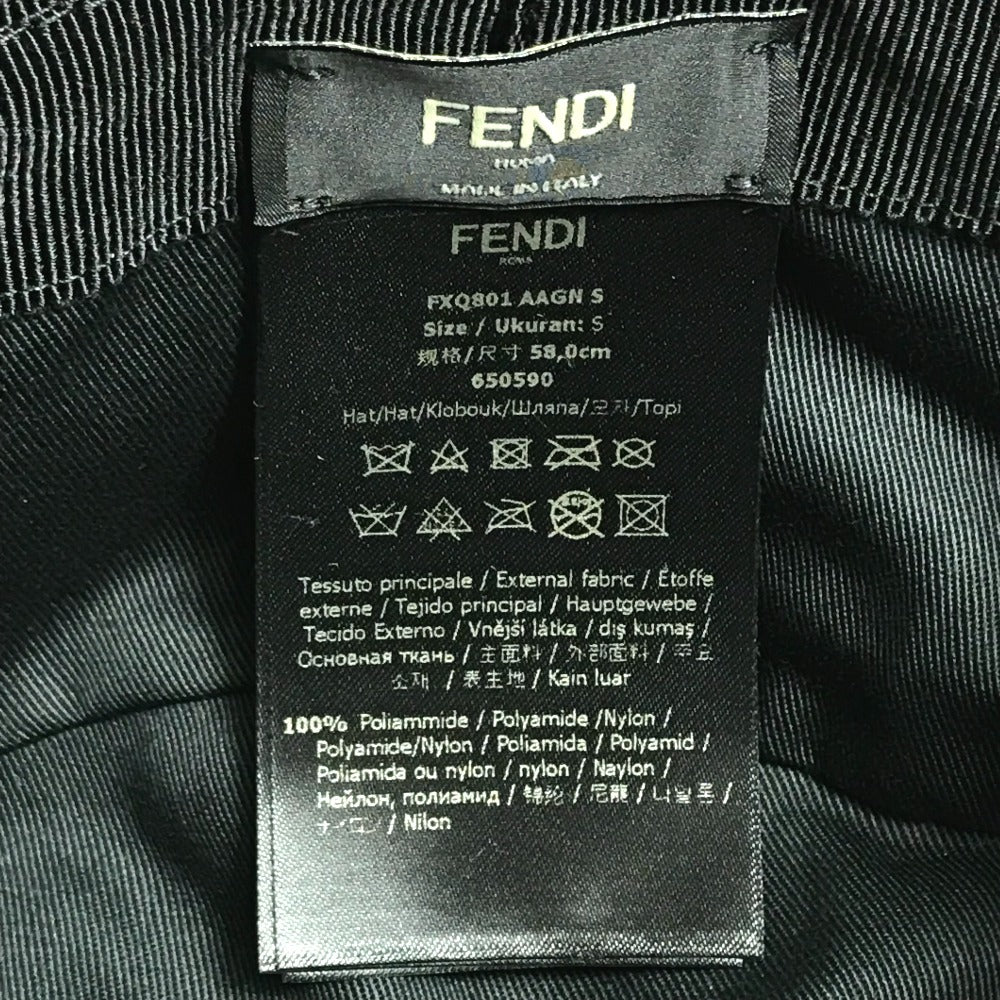 FENDI
ROMA
MADE IN ITALY
FENDI
ROMA
FXQ801 AAGN S
Size / Ukuran: S
规格/尺寸 58,0cm
650590
Hat/Hat/Klobouk/Шляпа/모자/Topi
Tessuto principale / External fabric / Etoffe
externe / Tejido principal / Hauptgewebe /
Tecido Externo / Vnější látka / dış kumaş /
Основная ткань / 主面料 / 外部面料 / 주요
소재 / 表生地 / Kain luar
100% Poliammide / Polyamide /Nylon /
Polyamide/Nylon / Poliamida / Polyamid /
Poliamida ou nylon / nylon / Naylon /
Нейлон, полиамид / 锦纶 / 尼龍 / 나일론 /
ナイロン / Nilon